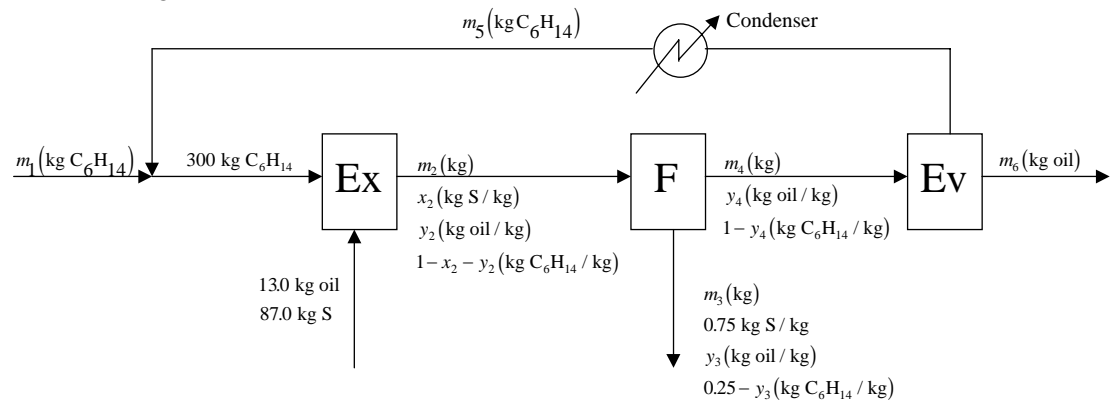 m₅(kg C₆H₁₄)
Condenser
m₁(kg C₆H₁₄)
300 kg C₆H₁₄
Ex
m₂(kg)
x₂(kg S / kg)
y₂(kg oil / kg)
1 − x₂ − y₂(kg C₆H₁₄ / kg)
F
m₄(kg)
y₄(kg oil / kg)
1 − y₄(kg C₆H₁₄ / kg)
Ev
m₆(kg oil)
13.0 kg oil
87.0 kg S
m₃(kg)
0.75 kg S / kg
y₃(kg oil / kg)
0.25 − y₃(kg C₆H₁₄ / kg)